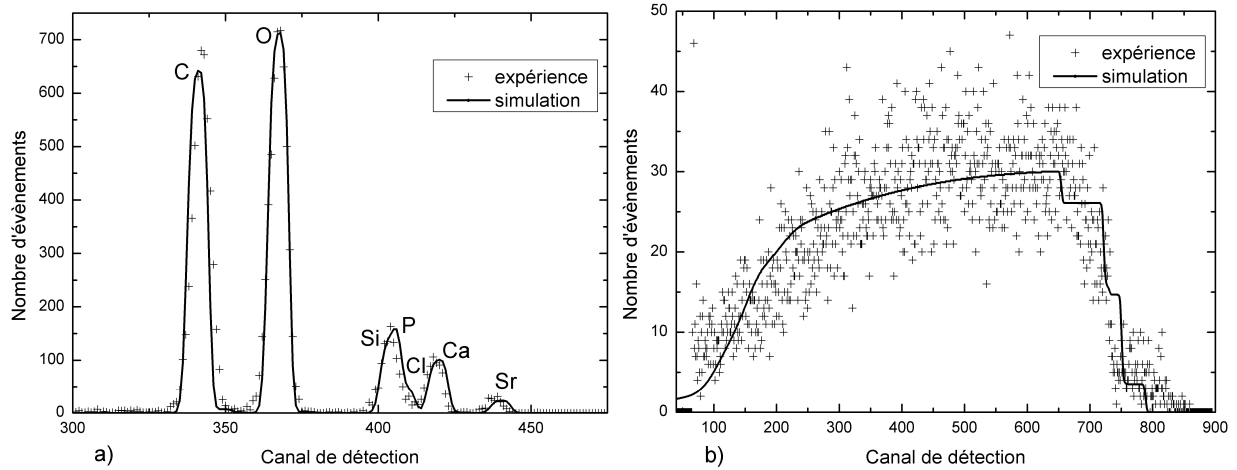 700
600
500
400
300
200
100
0
300
350
400
450
Nombre d'évènements
Canal de détection
a)
C
O
Si
P
Cl
Ca
Sr
expérience
simulation
50
40
30
20
10
0
100
200
300
400
500
600
700
800
900
Nombre d'évènements
Canal de détection
b)
expérience
simulation